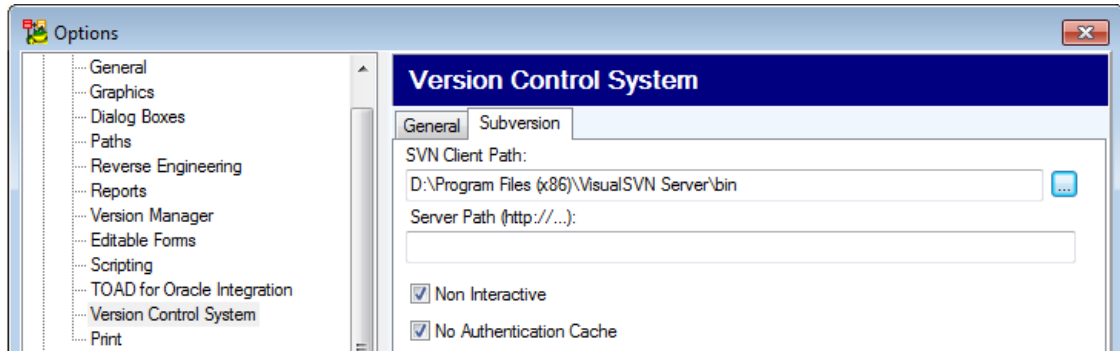 Options
General
Graphics
Dialog Boxes
Paths
Reverse Engineering
Reports
Version Manager
Editable Forms
Scripting
TOAD for Oracle Integration
Version Control System
Print
Version Control System
General Subversion
SVN Client Path:
D:\Program Files (x86)\VisualSVN Server\bin
...
Server Path (http://...):
Non Interactive
No Authentication Cache